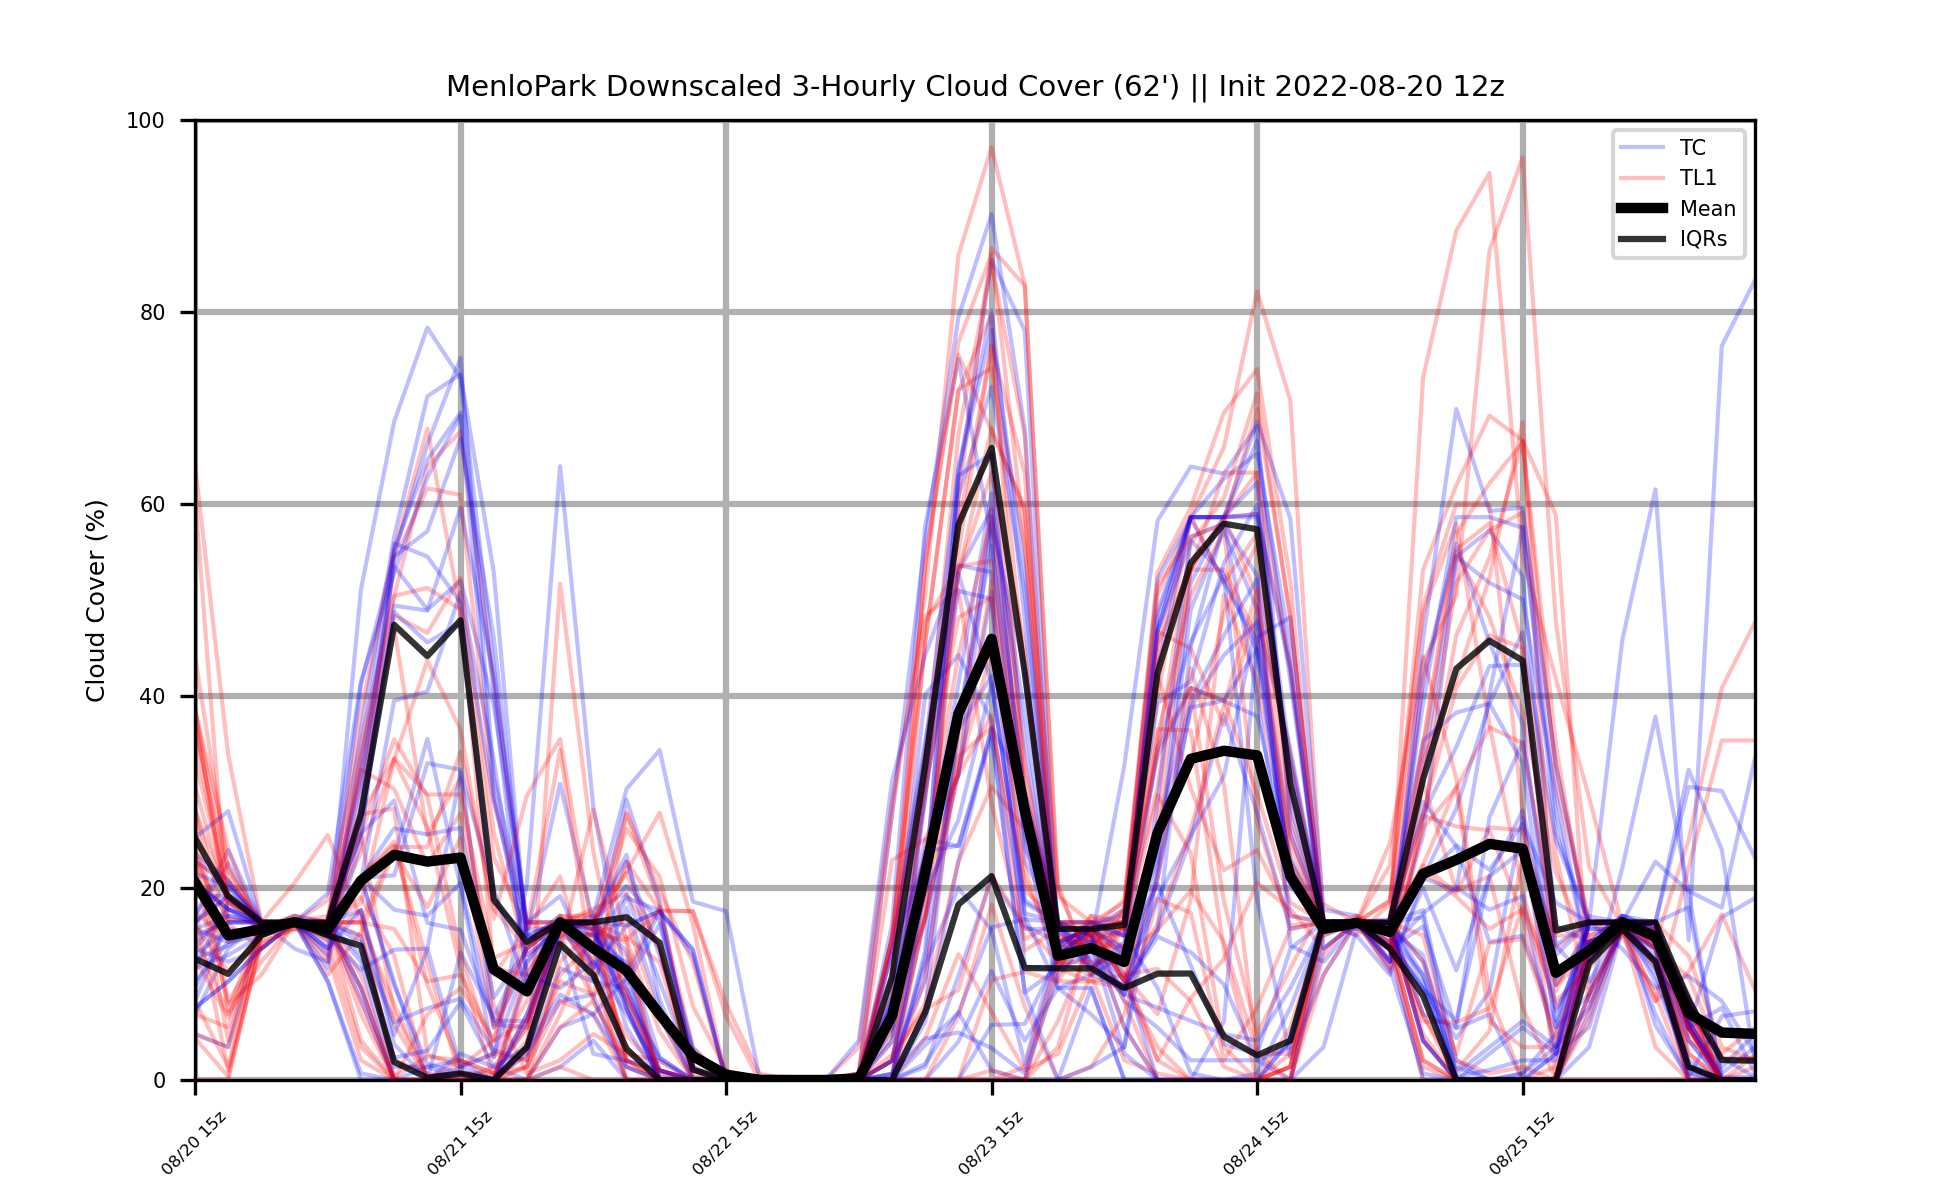 MenloPark Downscaled 3-Hourly Cloud Cover (62') || Init 2022-08-20 12z
100
80
60
40
20
0
Cloud Cover (%)
TC
TL1
Mean
IQRs
08/20 15z
08/21 15z
08/22 15z
08/23 15z
08/24 15z
08/25 15z